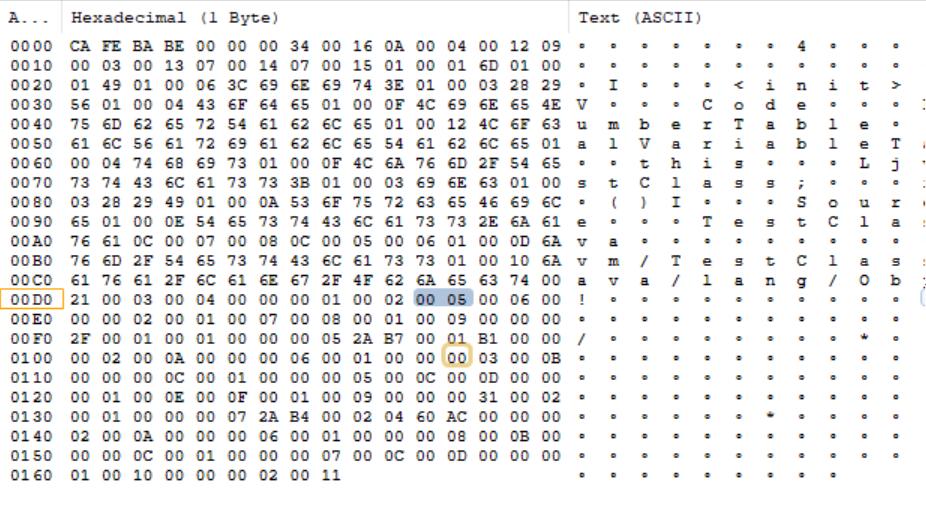 A... Hexadecimal (1 Byte) Text (ASCII)
0000 CA FE BA BE 00 00 00 34 00 16 0A 00 04 00 12 09 ∘ ∘ ∘ ∘ ∘ ∘ ∘ 4 ∘ ∘ ∘
0010 00 03 00 13 07 00 14 07 00 15 01 00 01 6D 01 00 ∘ ∘ ∘ ∘ ∘ ∘ ∘ ∘ ∘ ∘ ∘
0020 01 49 01 00 06 3C 69 6E 69 74 3E 01 00 03 28 29 ∘ I ∘ ∘ ∘ < i n i t >
0030 56 01 00 04 43 6F 64 65 01 00 0F 4C 69 6E 65 4E V ∘ ∘ ∘ C o d e ∘ ∘ ∘
0040 75 6D 62 65 72 54 61 62 6C 65 01 00 12 4C 6F 63 u m b e r T a b l e ∘
0050 61 6C 56 61 72 69 61 62 6C 65 54 61 62 6C 65 01 a l V a r i a b l e T
0060 00 04 74 68 69 73 01 00 0F 4C 6A 76 6D 2F 54 65 ∘ ∘ t h i s ∘ ∘ ∘ L j
0070 73 74 43 6C 61 73 73 3B 01 00 03 69 6E 63 01 00 s t C l a s s ; ∘ ∘ ∘
0080 03 28 29 49 01 00 0A 53 6F 75 72 63 65 46 69 6C ∘ ( ) I ∘ ∘ ∘ S o u r
0090 65 01 00 0E 54 65 73 74 43 6C 61 73 73 2E 6A 61 e ∘ ∘ ∘ T e s t C l a
00A0 76 61 0C 00 07 00 08 0C 00 05 00 06 01 00 0D 6A v a ∘ ∘ ∘ ∘ ∘ ∘ ∘ ∘ ∘
00B0 76 6D 2F 54 65 73 74 43 6C 61 73 73 01 00 10 6A v m / T e s t C l a s
00C0 61 76 61 2F 6C 61 6E 67 2F 4F 62 6A 65 63 74 00 a v a / l a n g / O b
00D0 21 00 03 00 04 00 00 00 01 00 02 00 05 00 06 00 ! ∘ ∘ ∘ ∘ ∘ ∘ ∘ ∘ ∘ ∘
00E0 00 00 02 00 01 00 07 00 08 00 01 00 09 00 00 00 ∘ ∘ ∘ ∘ ∘ ∘ ∘ ∘ ∘ ∘ ∘
00F0 2F 00 01 00 01 00 00 00 05 2A B7 00 01 B1 00 00 / ∘ ∘ ∘ ∘ ∘ ∘ ∘ ∘ * ∘
0100 00 02 00 0A 00 00 00 06 00 01 00 00 00 03 00 0B ∘ ∘ ∘ ∘ ∘ ∘ ∘ ∘ ∘ ∘ ∘
0110 00 00 00 0C 00 01 00 00 00 05 00 0C 00 0D 00 00 ∘ ∘ ∘ ∘ ∘ ∘ ∘ ∘ ∘ ∘ ∘
0120 00 01 00 0E 00 0F 00 01 00 09 00 00 00 31 00 02 ∘ ∘ ∘ ∘ ∘ ∘ ∘ ∘ ∘ ∘ ∘
0130 00 01 00 00 00 07 2A B4 00 02 04 60 AC 00 00 00 ∘ ∘ ∘ ∘ ∘ ∘ * ∘ ∘ ∘ ∘
0140 02 00 0A 00 00 00 06 00 01 00 00 00 08 00 0B 00 ∘ ∘ ∘ ∘ ∘ ∘ ∘ ∘ ∘ ∘ ∘
0150 00 00 0C 00 01 00 00 00 07 00 0C 00 0D 00 00 00 ∘ ∘ ∘ ∘ ∘ ∘ ∘ ∘ ∘ ∘ ∘
0160 01 00 10 00 00 00 02 00 11 ∘ ∘ ∘ ∘ ∘ ∘ ∘ ∘ ∘